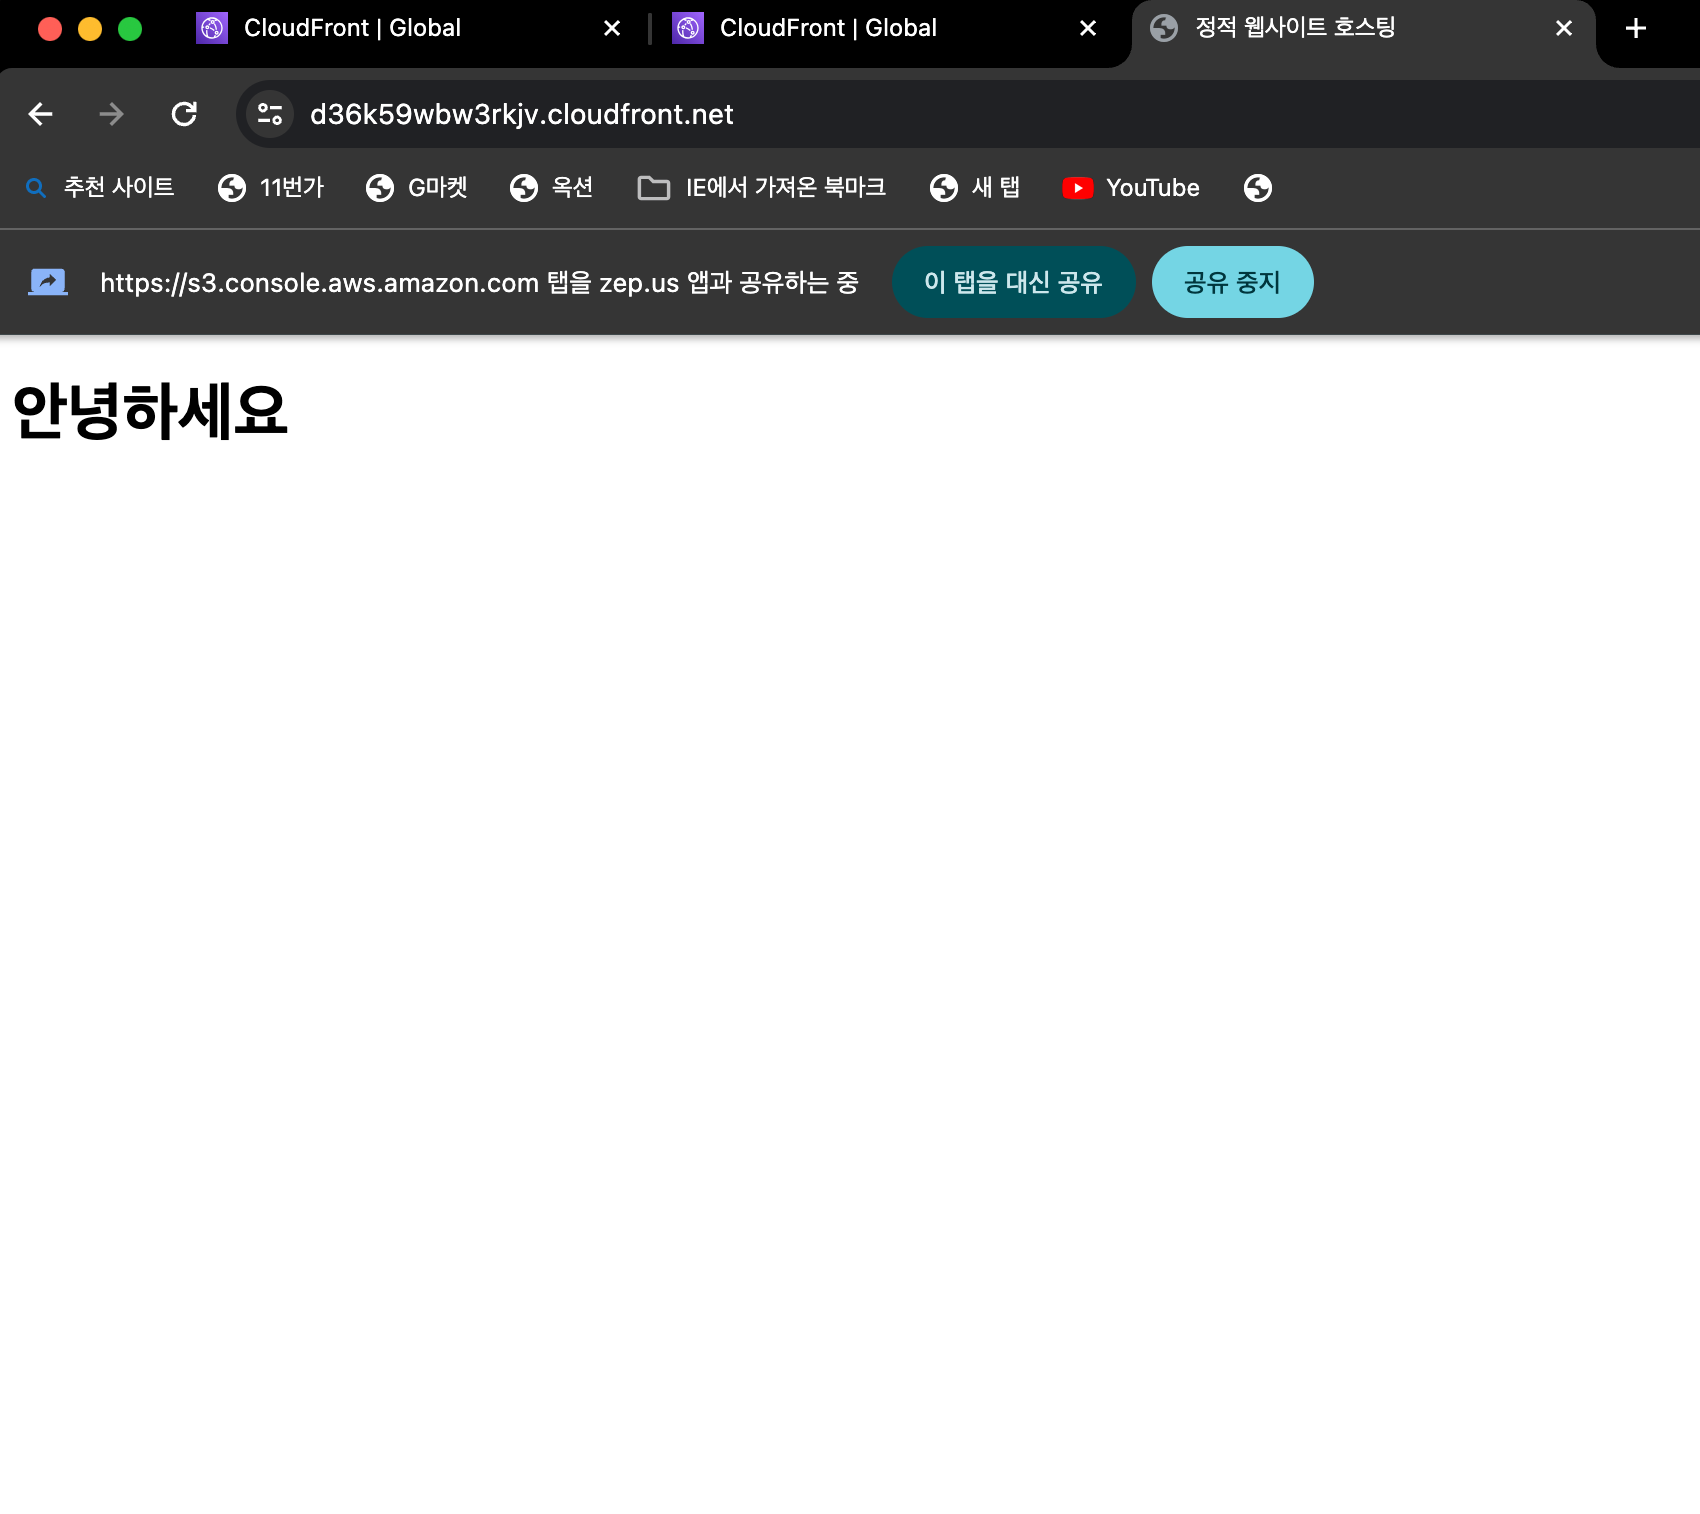 CloudFront | Global
CloudFront | Global
정적 웹사이트 호스팅
d36k59wbw3rkjv.cloudfront.net
추천 사이트 11번가 G마켓 옥션 IE에서 가져온 북마크 새 탭 YouTube
https://s3.console.aws.amazon.com 탭을 zep.us 앱과 공유하는 중 이 탭을 대신 공유 공유 중지
안녕하세요